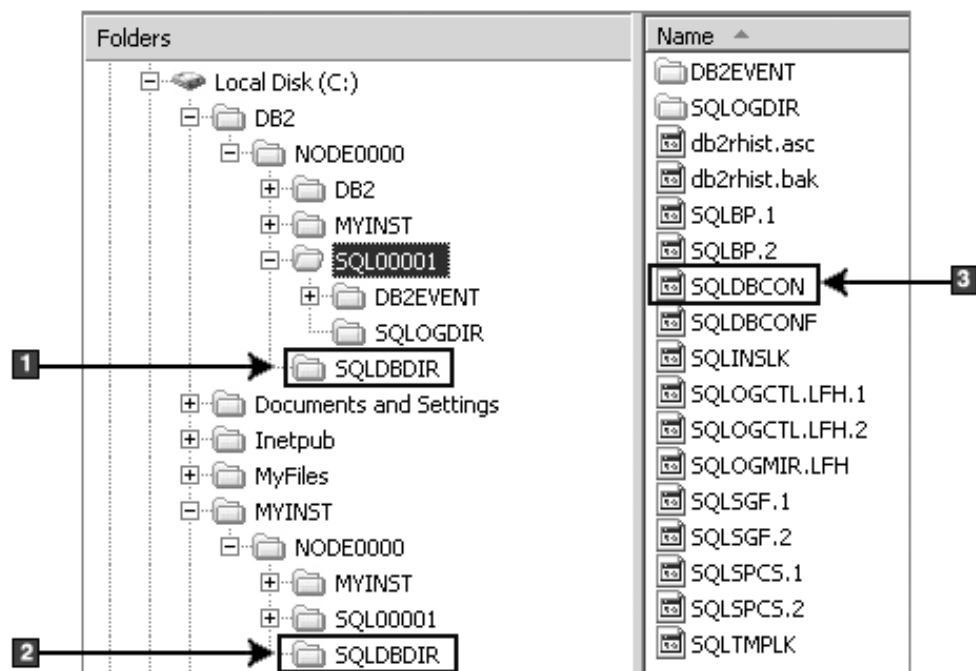 Folders
Local Disk (C:)
DB2
NODE0000
DB2
MYINST
SQL00001
DB2EVENT
SQLOGDIR
1
SQLDBDIR
Documents and Settings
Inetpub
MyFiles
MYINST
NODE0000
MYINST
SQL00001
2
SQLDBDIR
Name
DB2EVENT
SQLOGDIR
db2rhist.asc
db2rhist.bak
SQLBP.1
SQLBP.2
SQLDBCON
3
SQLDBCONF
SQLINSLK
SQLOGCTL.LFH.1
SQLOGCTL.LFH.2
SQLOGMIR.LFH
SQLSGF.1
SQLSGF.2
SQLSPCS.1
SQLSPCS.2
SQLTMPLK